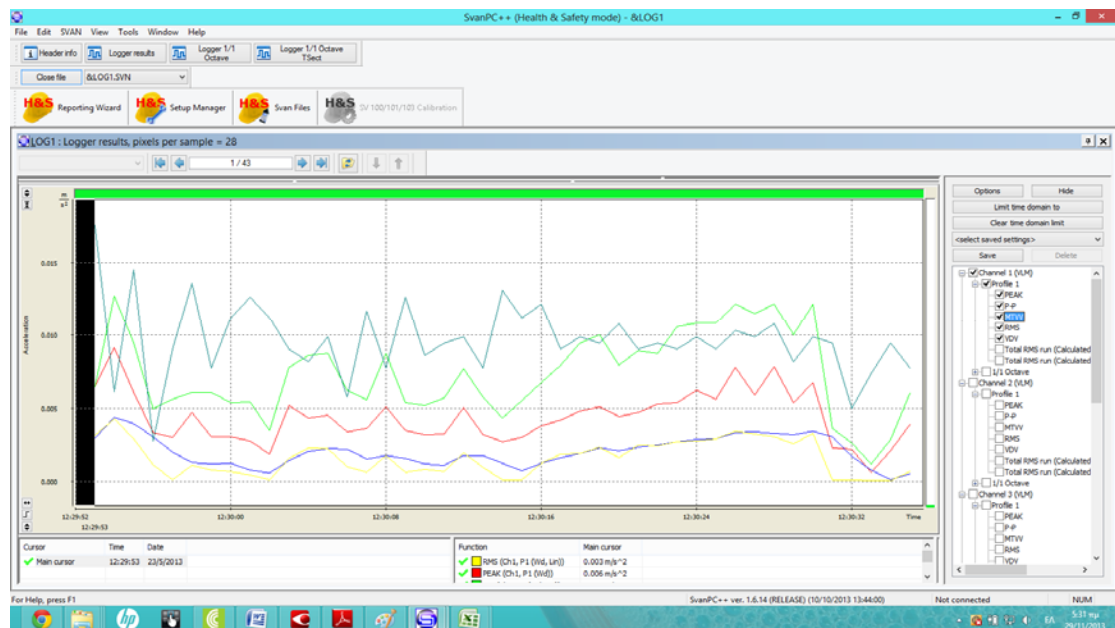 SvanPC++ (Health & Safety mode) - &LOG1
File Edit SVAN View Tools Window Help
Header info Logger results Logger 1/1 Octave Logger 1/1 Octave TSect
Close file &LOG1.SVN
H&S Reporting Wizard H&S Setup Manager H&S Svan Files H&S SV 100/101/103 Calibration
LOG1 : Logger results, pixels per sample = 28
1 / 43
m
s²
0.015
0.010
0.005
0.000
Acceleration
12:29:52 12:30:00 12:30:08 12:30:16 12:30:24 12:30:32 Time
12:29:53
Options Hide
Limit time domain to
Clear time domain limit
<select saved settings>
Save Delete
Channel 1 (VLM)
Profile 1
PEAK
P-P
MTVV
RMS
VDV
Total RMS run (Calculated
1/1 Octave
Channel 2 (VLM)
Profile 1
PEAK
P-P
MTVV
RMS
VDV
Total RMS run (Calculated
Total RMS run (Calculated
1/1 Octave
Channel 3 (VLM)
Profile 1
PEAK
P-P
MTVV
RMS
VDV
Cursor Time Date
Main cursor 12:29:53 23/5/2013
Function Main cursor
RMS (Ch1, P1 (Wd, Lin)) 0.003 m/s^2
PEAK (Ch1, P1 (Wd)) 0.006 m/s^2
For Help, press F1
SvanPC++ ver. 1.6.14 (RELEASE) (10/10/2013 13:44:00) Not connected NUM
hp
ΕΛ 5:31 πμ
29/11/2013